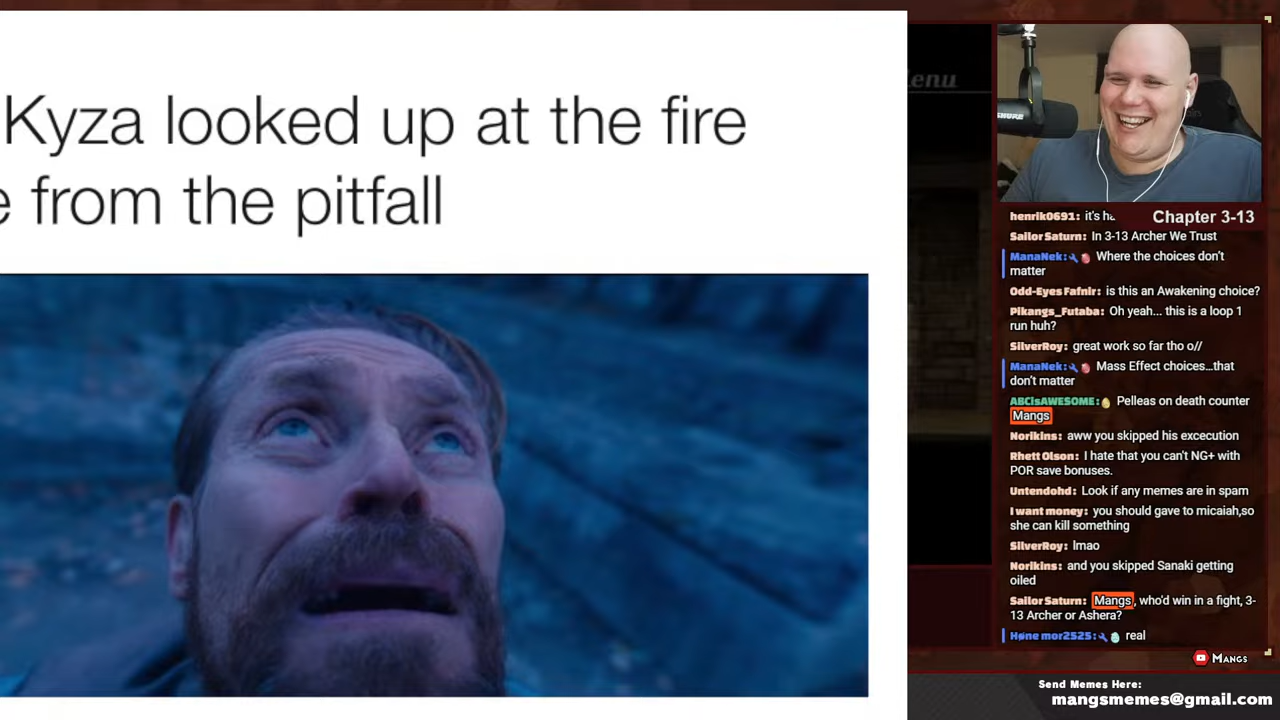 Kyza looked up at the fire
e from the pitfall
enu
SHURE
henrik0691: it's ha
Chapter 3-13
Sailor Saturn: In 3-13 Archer We Trust
ManaNek: Where the choices don't
matter
Odd-Eyes Fafnir: is this an Awakening choice?
Pikangs_Futaba: Oh yeah... this is a loop 1
run huh?
SilverRoy: great work so far tho o//
ManaNek: Mass Effect choices...that
don't matter
ABCisAWESOME: Pelleas on death counter
Mangs
Norikins: aww you skipped his excecution
Rhett Olson: I hate that you can't NG+ with
POR save bonuses.
Untendohd: Look if any memes are in spam
I want money: you should gave to micaiah,so
she can kill something
SilverRoy: lmao
Norikins: and you skipped Sanaki getting
oiled
Sailor Saturn: Mangs, who'd win in a fight, 3-
13 Archer or Ashera?
Høne mor2525: real
MANGS
Send Memes Here:
mangsmemes@gmail.com